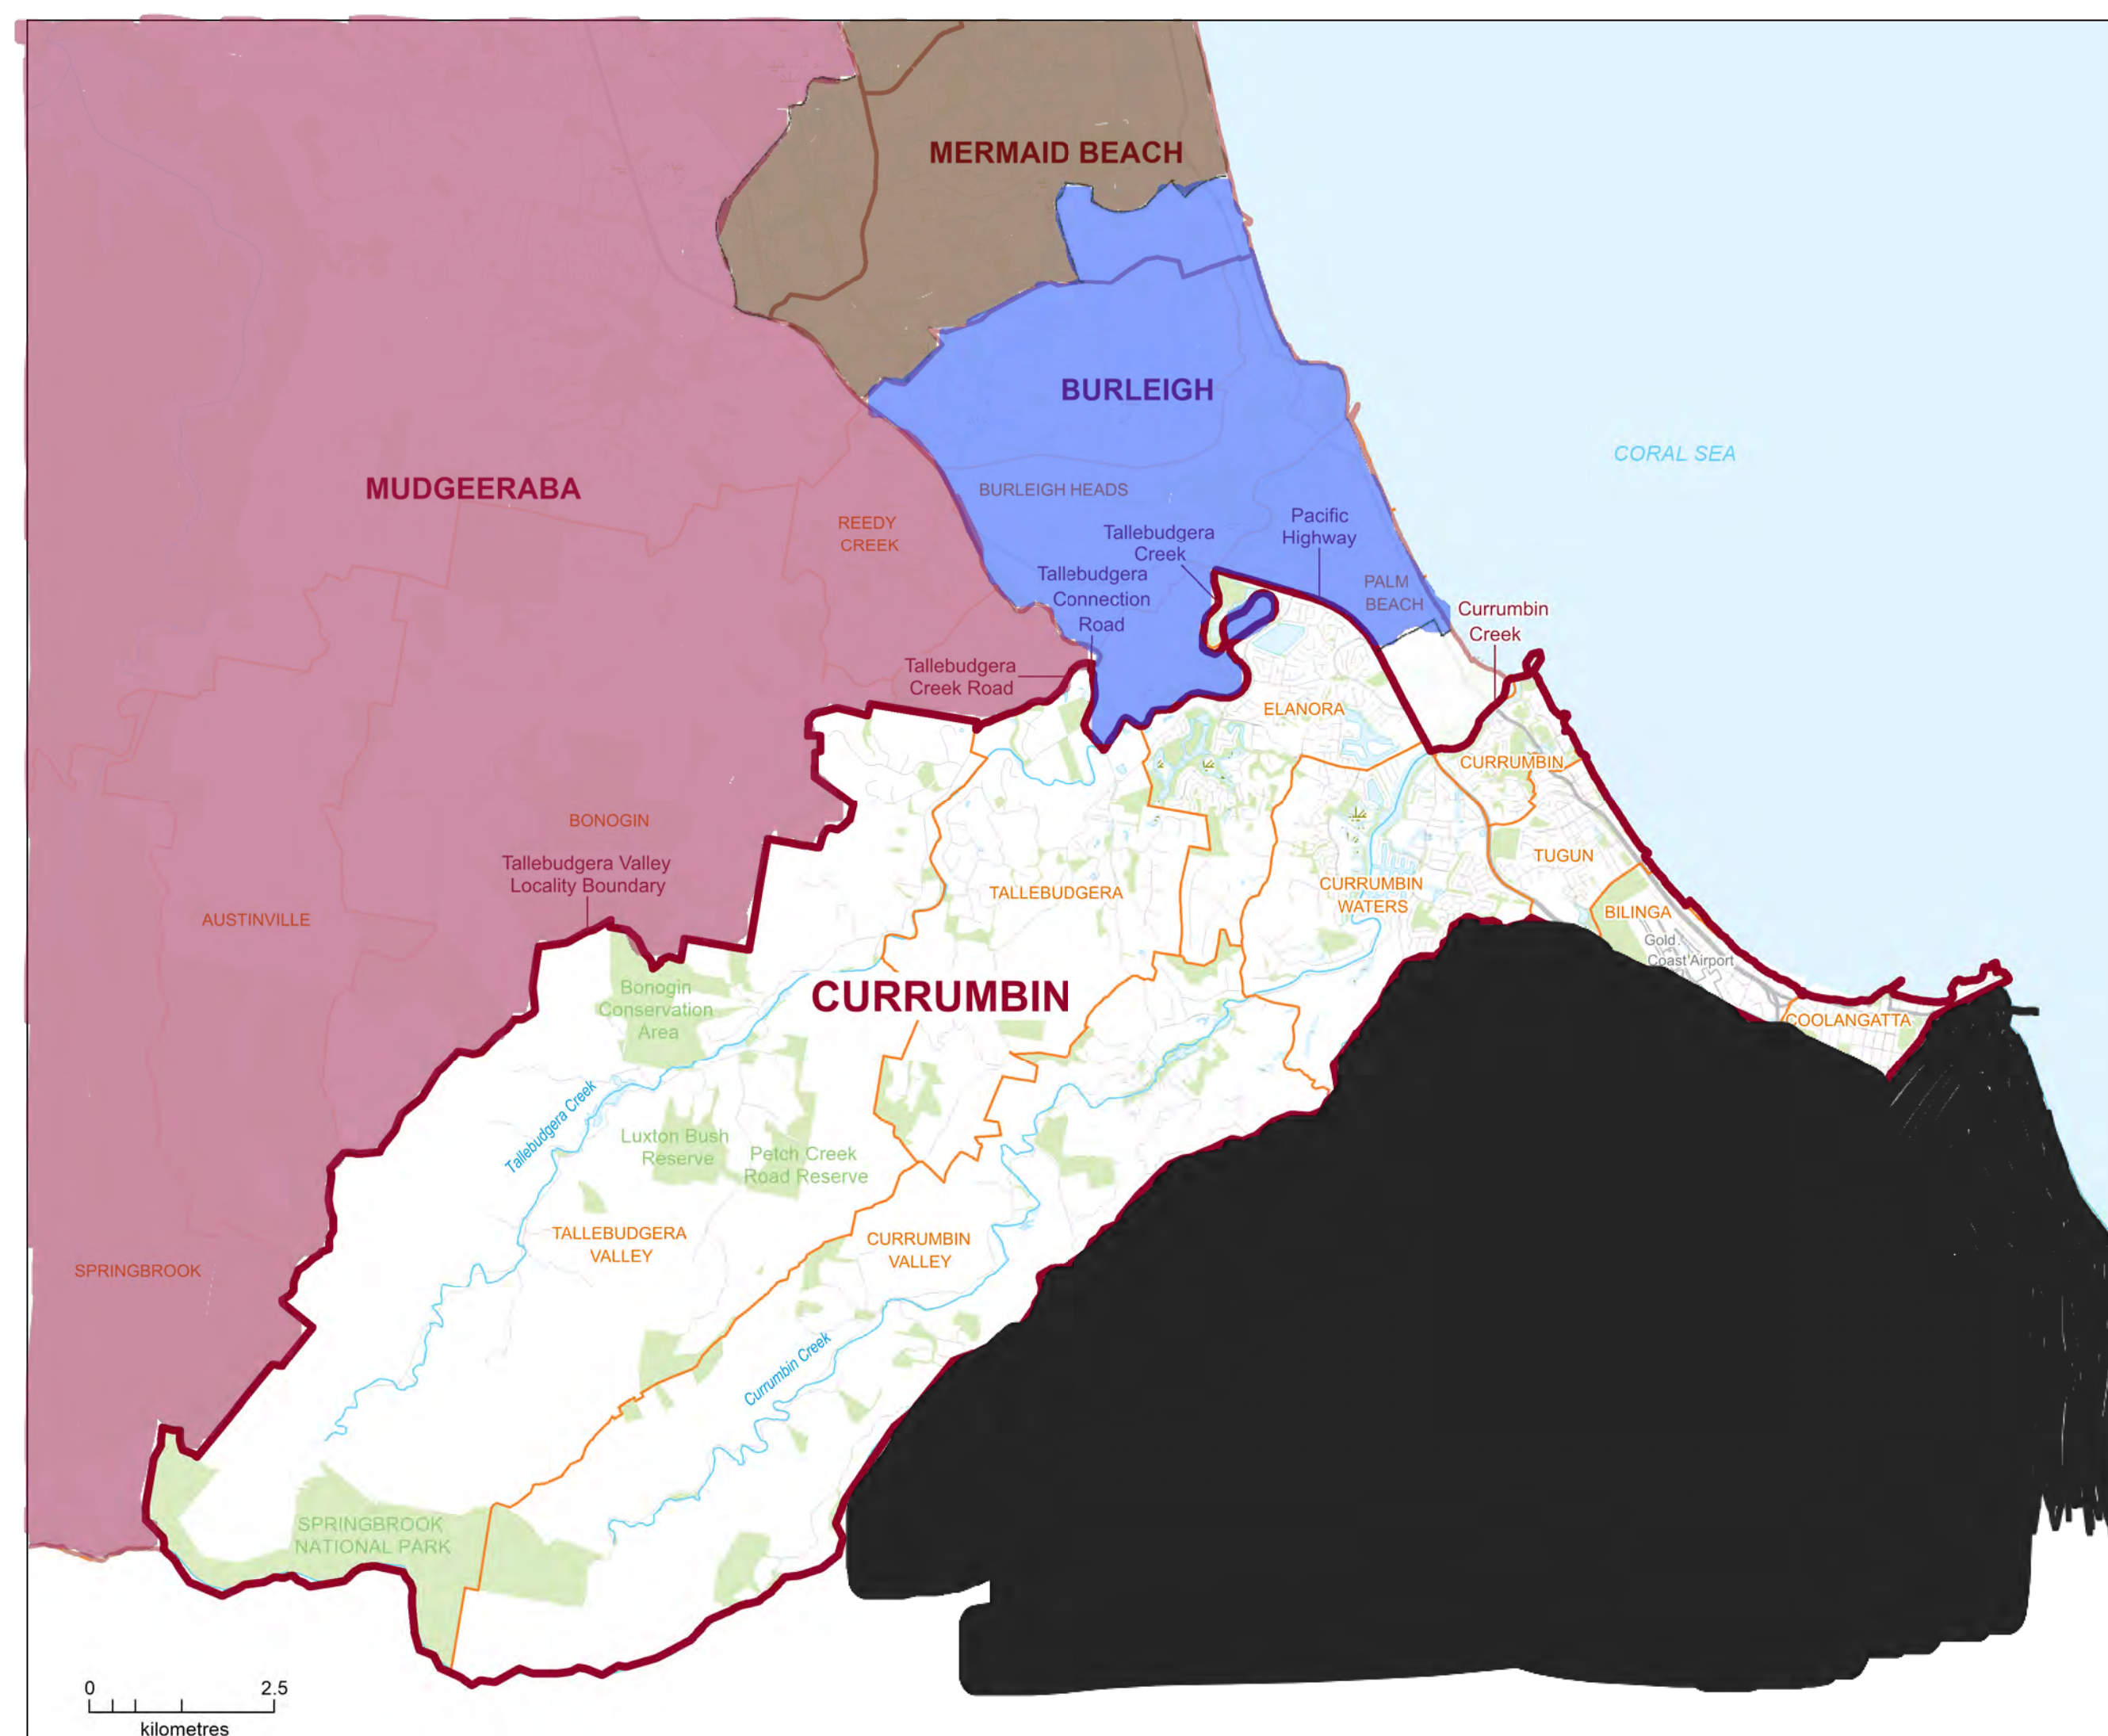 MERMAID BEACH
BURLEIGH
CORAL SEA
MUDGEERABA
BURLEIGH HEADS
REEDY
CREEK
Pacific
Highway
Tallebudgera
Creek
Tallebudgera
Connection
Road
PALM
BEACH
Currumbin
Creek
Tallebudgera
Creek Road
ELANORA
CURRUMBIN
BONOGIN
Tallebudgera Valley
Locality Boundary
TUGUN
TALLEBUDGERA
CURRUMBIN
WATERS
AUSTINVILLE
BILINGA
Gold
Coast Airport
Bonogin
Conservation
Area
CURRUMBIN
COOLANGATTA
Tallebudgera Creek
Luxton Bush
Reserve
Petch Creek
Road Reserve
TALLEBUDGERA
VALLEY
CURRUMBIN
VALLEY
SPRINGBROOK
Currumbin Creek
SPRINGBROOK
NATIONAL PARK
0 2.5
kilometres